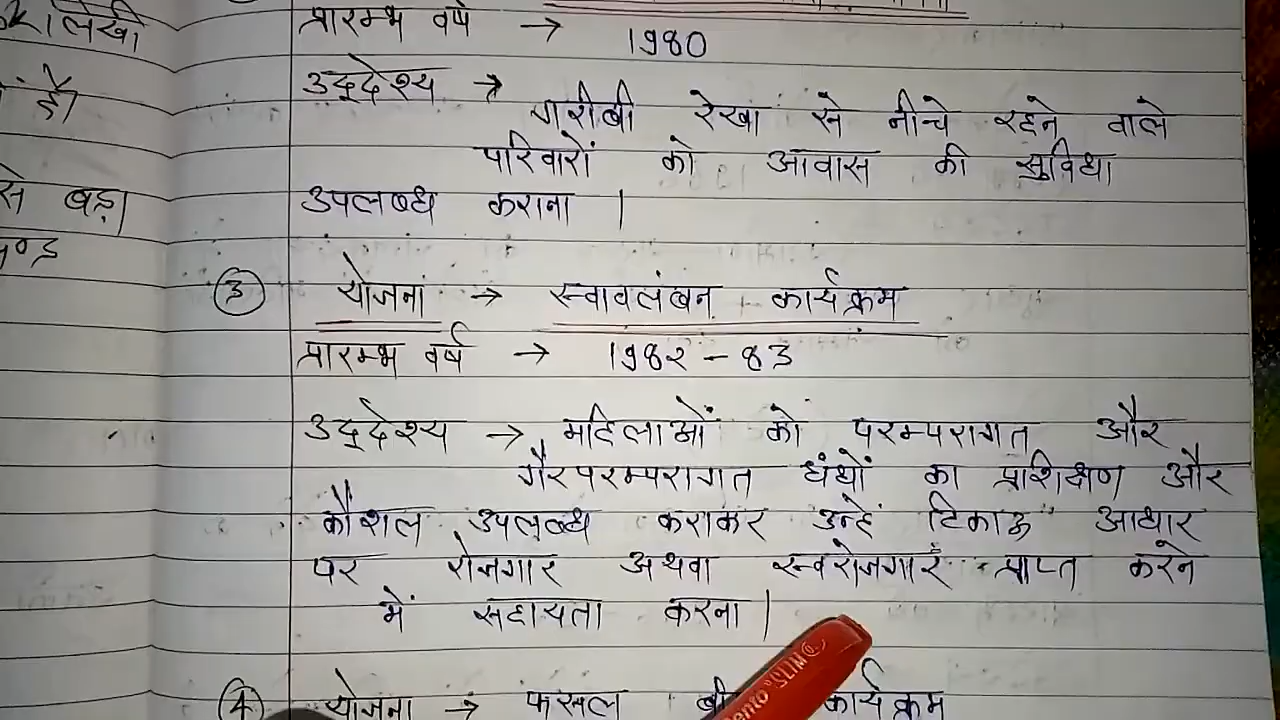 लिखी
प्रारम्भ वर्ष → 1980
है।
उद्देश्य →
गरीबी रेखा से नीचे रहने वाले
परिवारों को आवास की सुविधा
से बड़ा
उपलब्ध कराना |
ण्ड
③ योजना → स्वावलंबन कार्यक्रम
प्रारम्भ वर्ष → 1982 - 83
उद्देश्य → महिलाओं को परम्परागत और
गैरपरम्परागत धंधों का प्रशिक्षण और
कौशल उपलब्ध कराकर उन्हें टिकाऊ आधार
पर रोजगार अथवा स्वरोजगार प्राप्त करने
में सहायता करना |
④ योजना → फसल कार्यक्रम